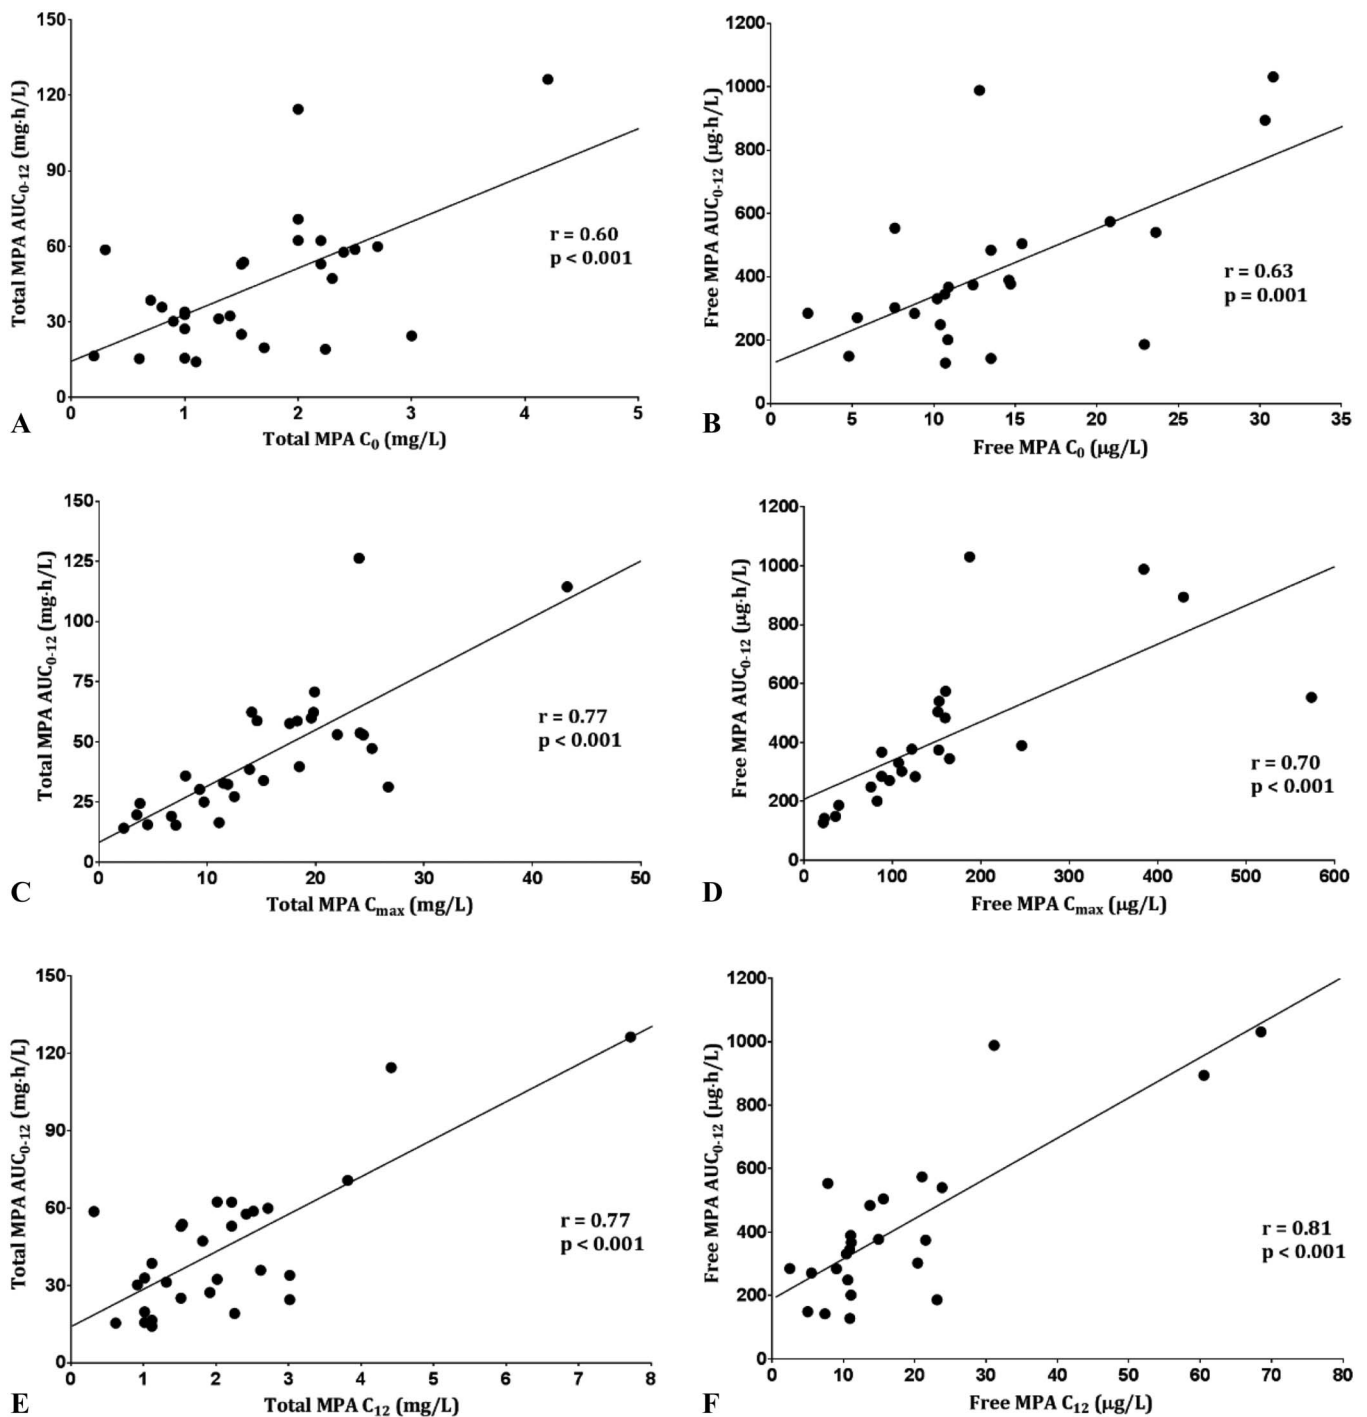 150
120
90
60
30
0
Total MPA AUC0-12 (mg·h/L)
r = 0.60
p < 0.001
0 1 2 3 4 5
Total MPA C0 (mg/L)
A
1200
1000
800
600
400
200
0
Free MPA AUC0-12 (µg·h/L)
r = 0.63
p = 0.001
0 5 10 15 20 25 30 35
Free MPA C0 (µg/L)
B
150
125
100
75
50
25
0
Total MPA AUC0-12 (mg·h/L)
r = 0.77
p < 0.001
0 10 20 30 40 50
Total MPA Cmax (mg/L)
C
1200
1000
800
600
400
200
0
Free MPA AUC0-12 (µg·h/L)
r = 0.70
p < 0.001
0 100 200 300 400 500 600
Free MPA Cmax (µg/L)
D
150
120
90
60
30
0
Total MPA AUC0-12 (mg·h/L)
r = 0.77
p < 0.001
0 1 2 3 4 5 6 7 8
Total MPA C12 (mg/L)
E
1200
1000
800
600
400
200
0
Free MPA AUC0-12 (µg·h/L)
r = 0.81
p < 0.001
0 10 20 30 40 50 60 70 80
Free MPA C12 (µg/L)
F